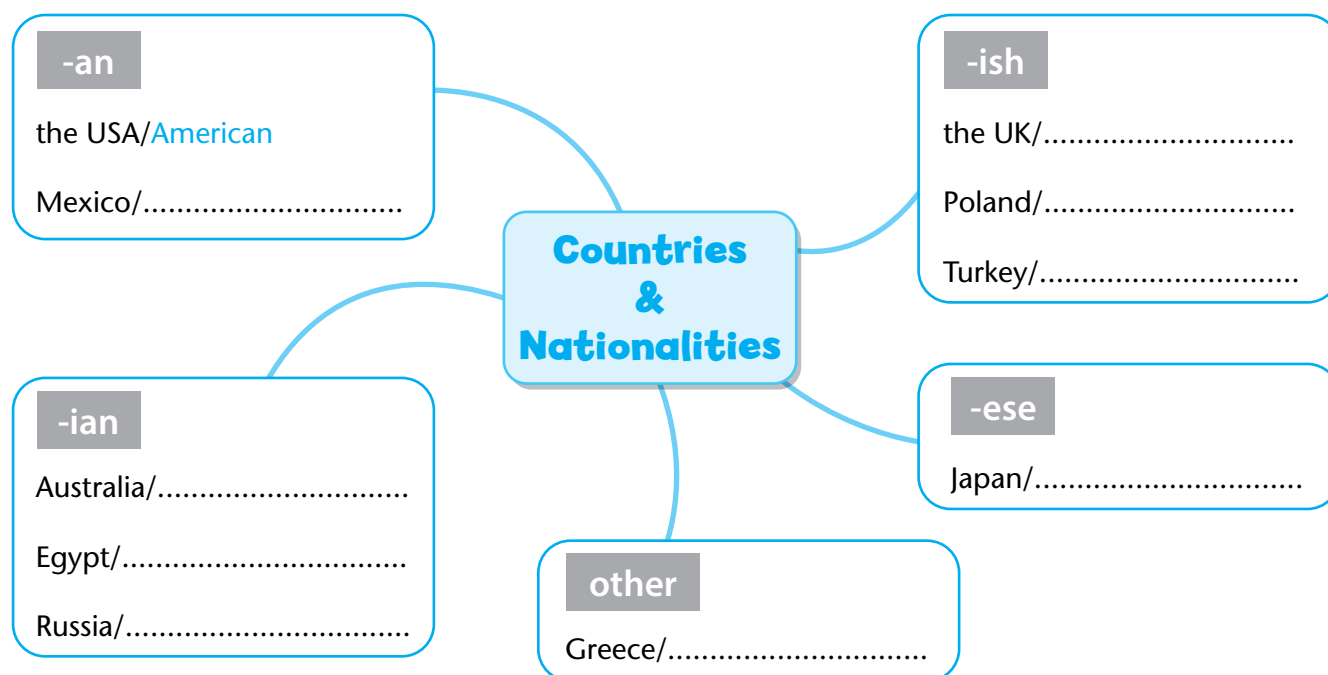 -an
the USA/American
Mexico/...............................
-ish
the UK/..............................
Poland/..............................
Turkey/...............................
Countries
&
Nationalities
-ian
Australia/..............................
Egypt/..................................
Russia/..................................
-ese
Japan/................................
other
Greece/...............................